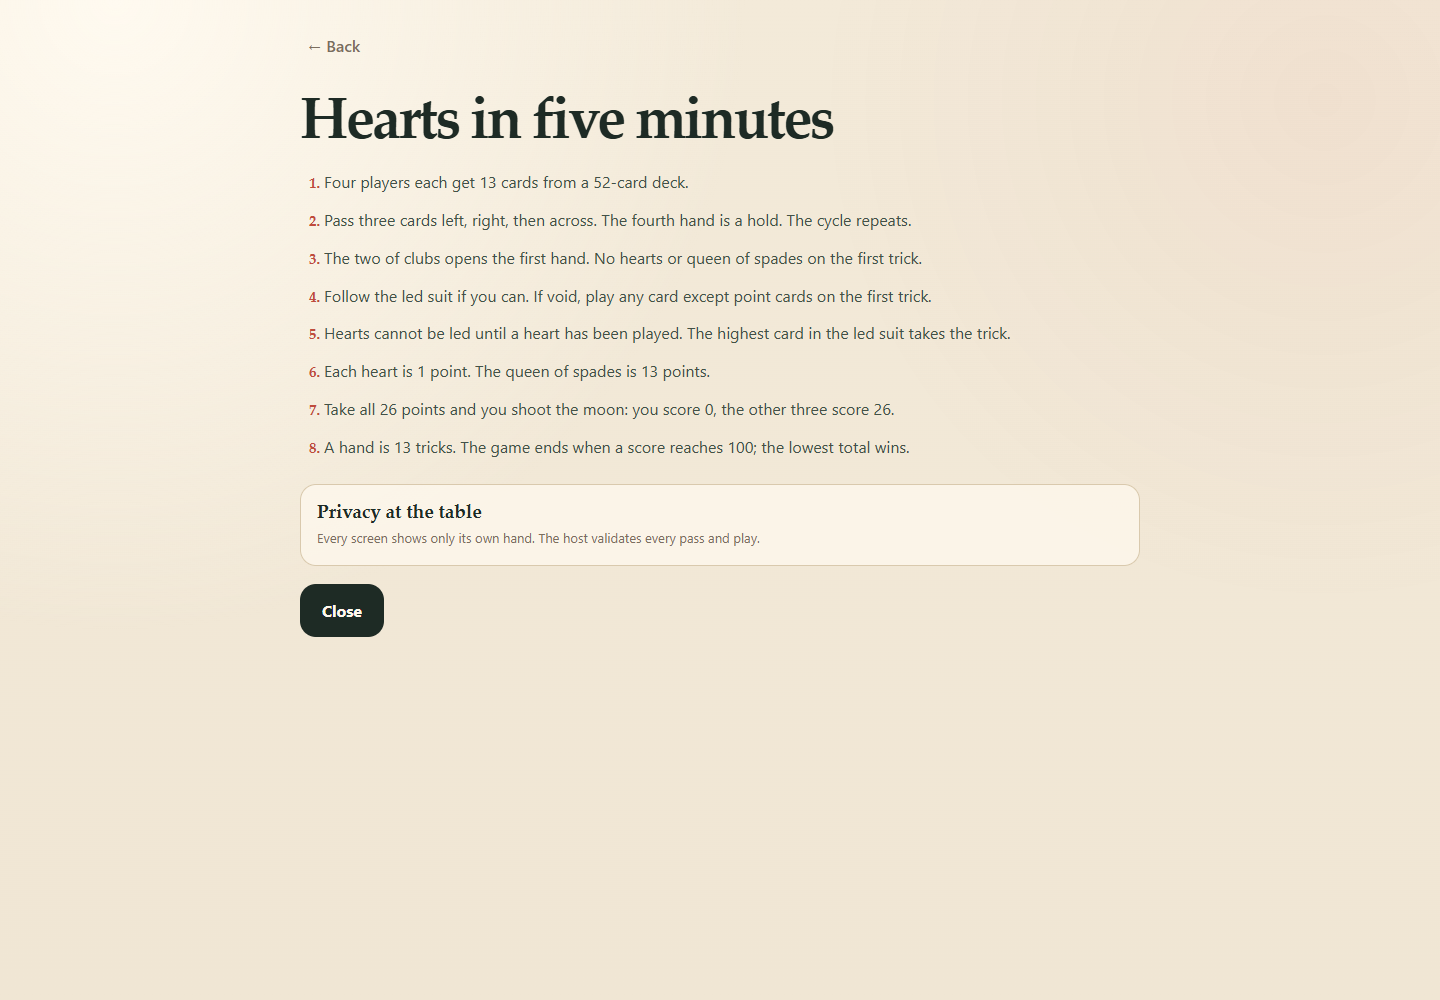 ← Back
Hearts in five minutes
1. Four players each get 13 cards from a 52-card deck.
2. Pass three cards left, right, then across. The fourth hand is a hold. The cycle repeats.
3. The two of clubs opens the first hand. No hearts or queen of spades on the first trick.
4. Follow the led suit if you can. If void, play any card except point cards on the first trick.
5. Hearts cannot be led until a heart has been played. The highest card in the led suit takes the trick.
6. Each heart is 1 point. The queen of spades is 13 points.
7. Take all 26 points and you shoot the moon: you score 0, the other three score 26.
8. A hand is 13 tricks. The game ends when a score reaches 100; the lowest total wins.
Privacy at the table
Every screen shows only its own hand. The host validates every pass and play.
Close